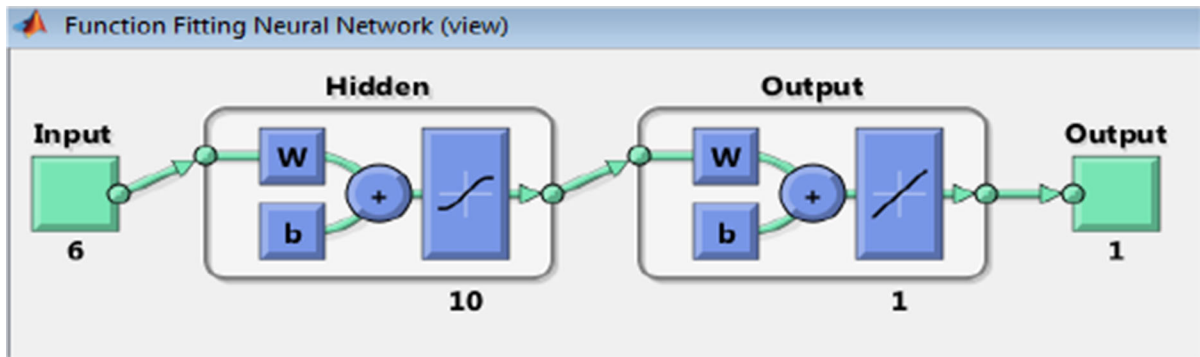 Function Fitting Neural Network (view)
Hidden
Output
Input
Output
W
W
+
+
b
b
6
1
10
1